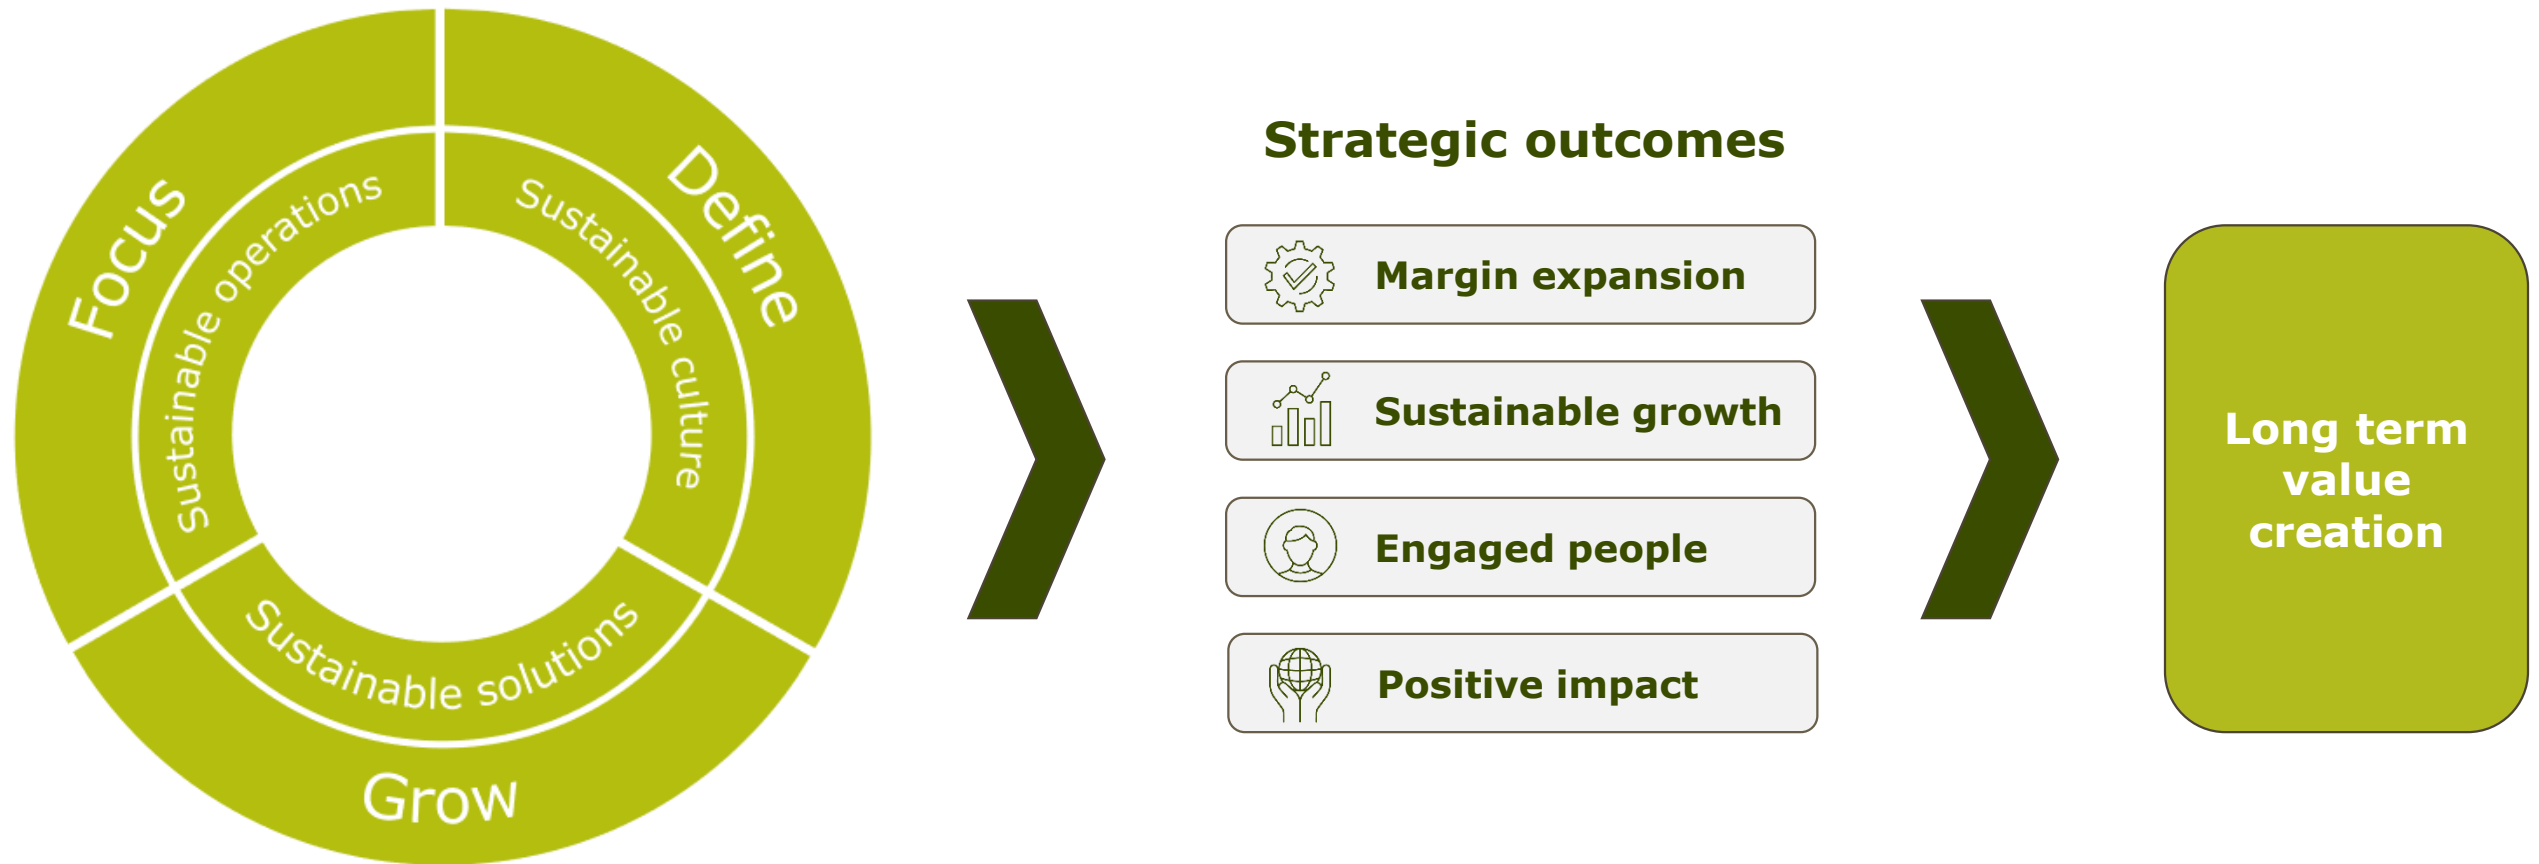 Focus
Sustainable operations
Define
Sustainable culture
Grow
Sustainable solutions
Strategic outcomes
Margin expansion
Sustainable growth
Engaged people
Positive impact
Long term
value
creation